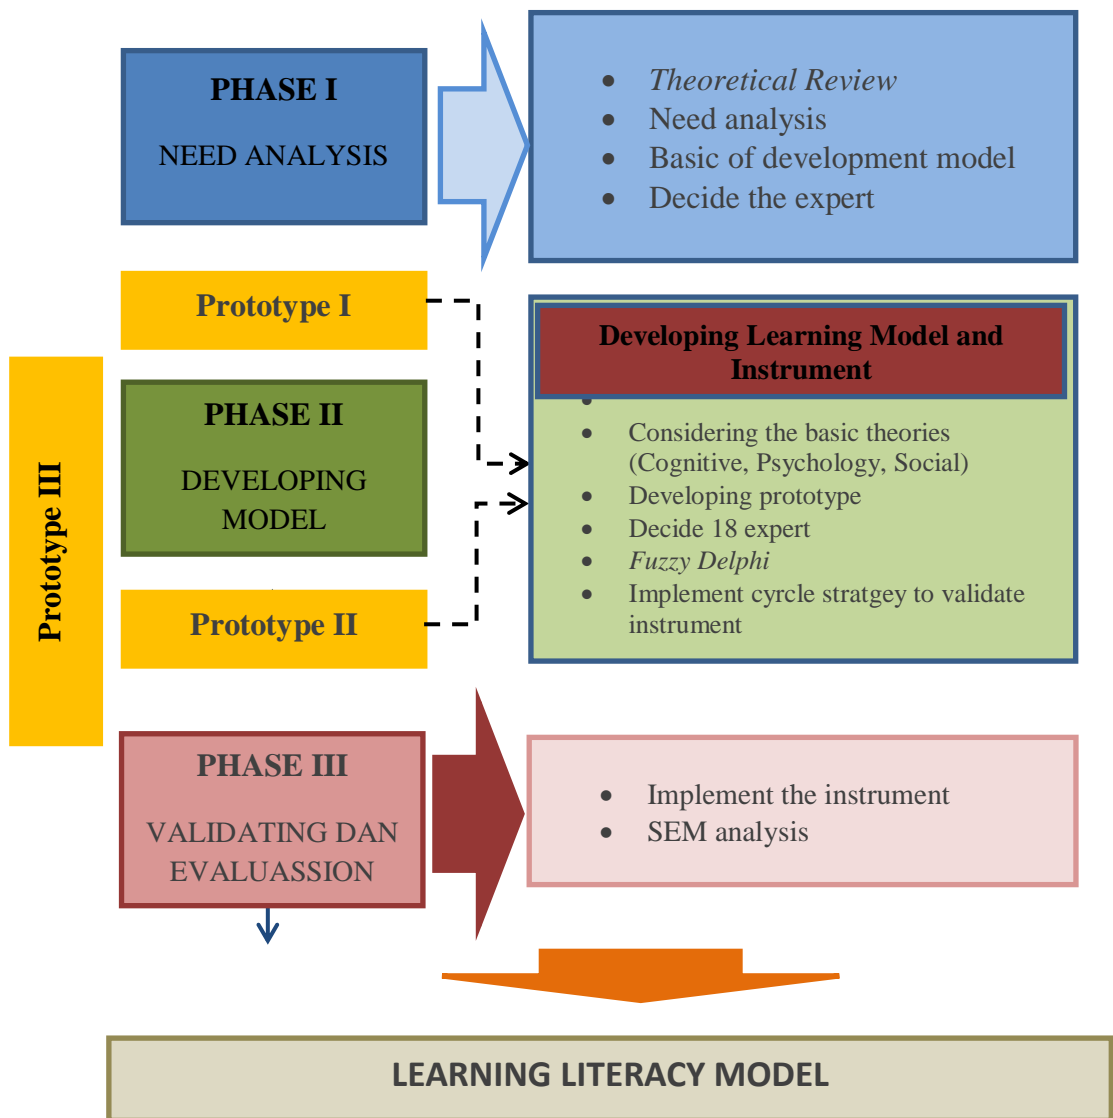 PHASE I
NEED ANALYSIS
• Theoretical Review
• Need analysis
• Basic of development model
• Decide the expert
Prototype I
Prototype III
PHASE II
DEVELOPING
MODEL
Prototype II
Developing Learning Model and
Instrument
•
• Considering the basic theories
(Cognitive, Psychology, Social)
• Developing prototype
• Decide 18 expert
• Fuzzy Delphi
• Implement cyrcle stratgey to validate
instrument
PHASE III
VALIDATING DAN
EVALUASSION
• Implement the instrument
• SEM analysis
LEARNING LITERACY MODEL